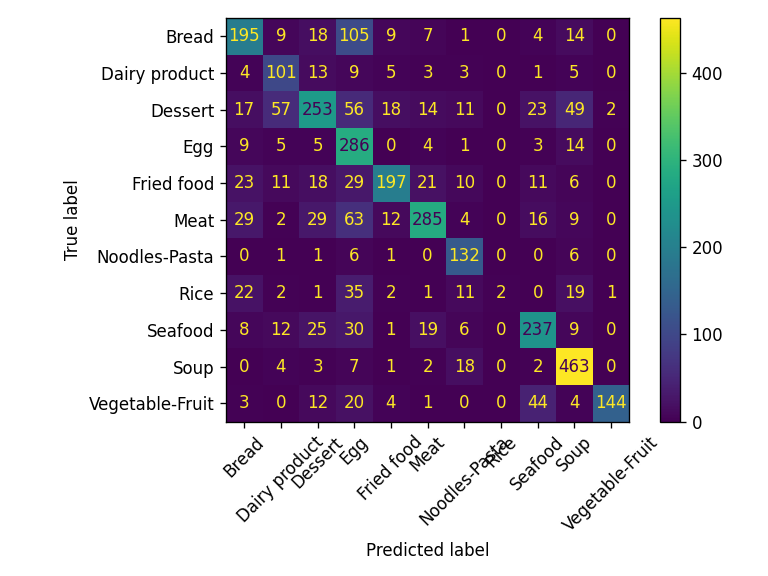 Bread 195 9 18 105 9 7 1 0 4 14 0
Dairy product 4 101 13 9 5 3 3 0 1 5 0
Dessert 17 57 253 56 18 14 11 0 23 49 2
Egg 9 5 5 286 0 4 1 0 3 14 0
Fried food 23 11 18 29 197 21 10 0 11 6 0
Meat 29 2 29 63 12 285 4 0 16 9 0
Noodles-Pasta 0 1 1 6 1 0 132 0 0 6 0
Rice 22 2 1 35 2 1 11 2 0 19 1
Seafood 8 12 25 30 1 19 6 0 237 9 0
Soup 0 4 3 7 1 2 18 0 2 463 0
Vegetable-Fruit 3 0 12 20 4 1 0 0 44 4 144
True label
Bread Dairy product Dessert Egg Fried food Meat Noodles-Pasta Rice Seafood Soup Vegetable-Fruit
Predicted label
400
300
200
100
0